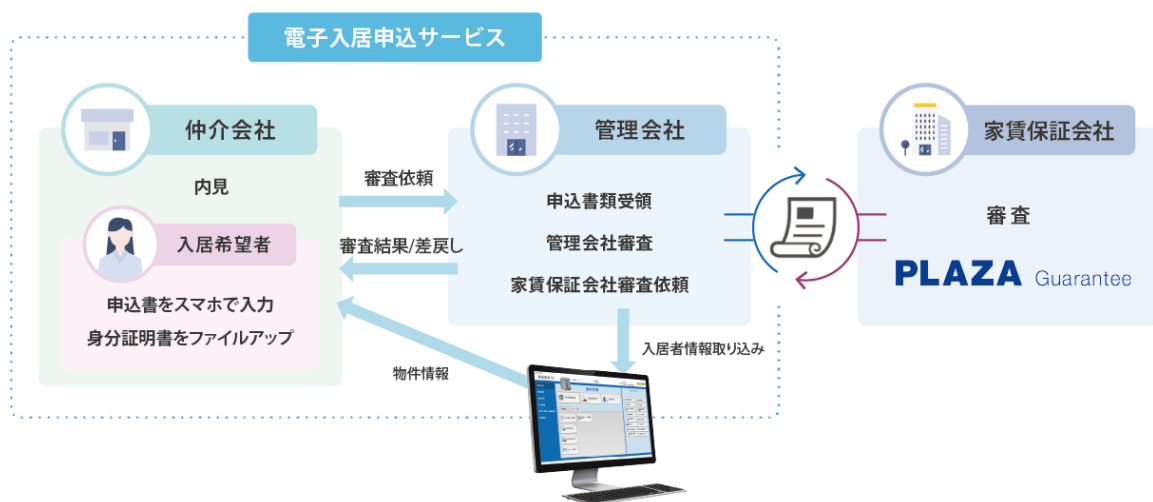 電子入居申込サービス
仲介会社
内見
入居希望者
申込書をスマホで入力
身分証明書をファイルアップ
審査依頼
審査結果/差戻し
物件情報
管理会社
申込書類受領
管理会社審査
家賃保証会社審査依頼
入居者情報取り込み
家賃保証会社
審査
PLAZA Guarantee